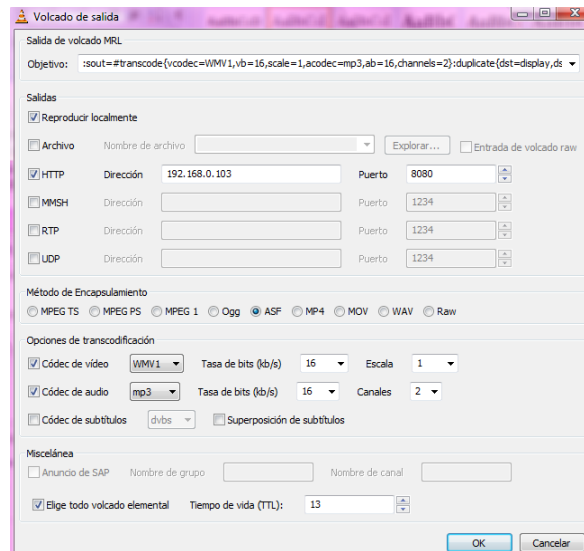 Volcado de salida
Salida de volcado MRL
Objetivo: :sout=#transcode{vcodec=WMV1,vb=16,scale=1,acodec=mp3,ab=16,channels=2}:duplicate{dst=display,ds
Salidas
Reproducir localmente
Archivo Nombre de archivo Explorar... Entrada de volcado raw
HTTP Dirección 192.168.0.103 Puerto 8080
MMSH Dirección Puerto 1234
RTP Dirección Puerto 1234
UDP Dirección Puerto 1234
Método de Encapsulamiento
MPEG TS MPEG PS MPEG 1 Ogg ASF MP4 MOV WAV Raw
Opciones de transcodificación
Códec de vídeo WMV1 Tasa de bits (kb/s) 16 Escala 1
Códec de audio mp3 Tasa de bits (kb/s) 16 Canales 2
Códec de subtítulos dvbs Superposición de subtítulos
Miscelánea
Anuncio de SAP Nombre de grupo Nombre de canal
Elige todo volcado elemental Tiempo de vida (TTL): 13
OK Cancelar